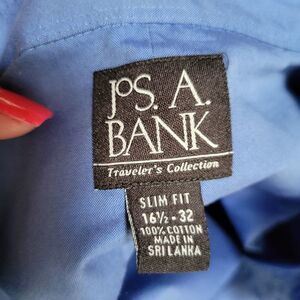 JOS. A.
BANK
Traveler's Collection
SLIM FIT
16½ - 32
100% COTTON
MADE IN
SRI LANKA